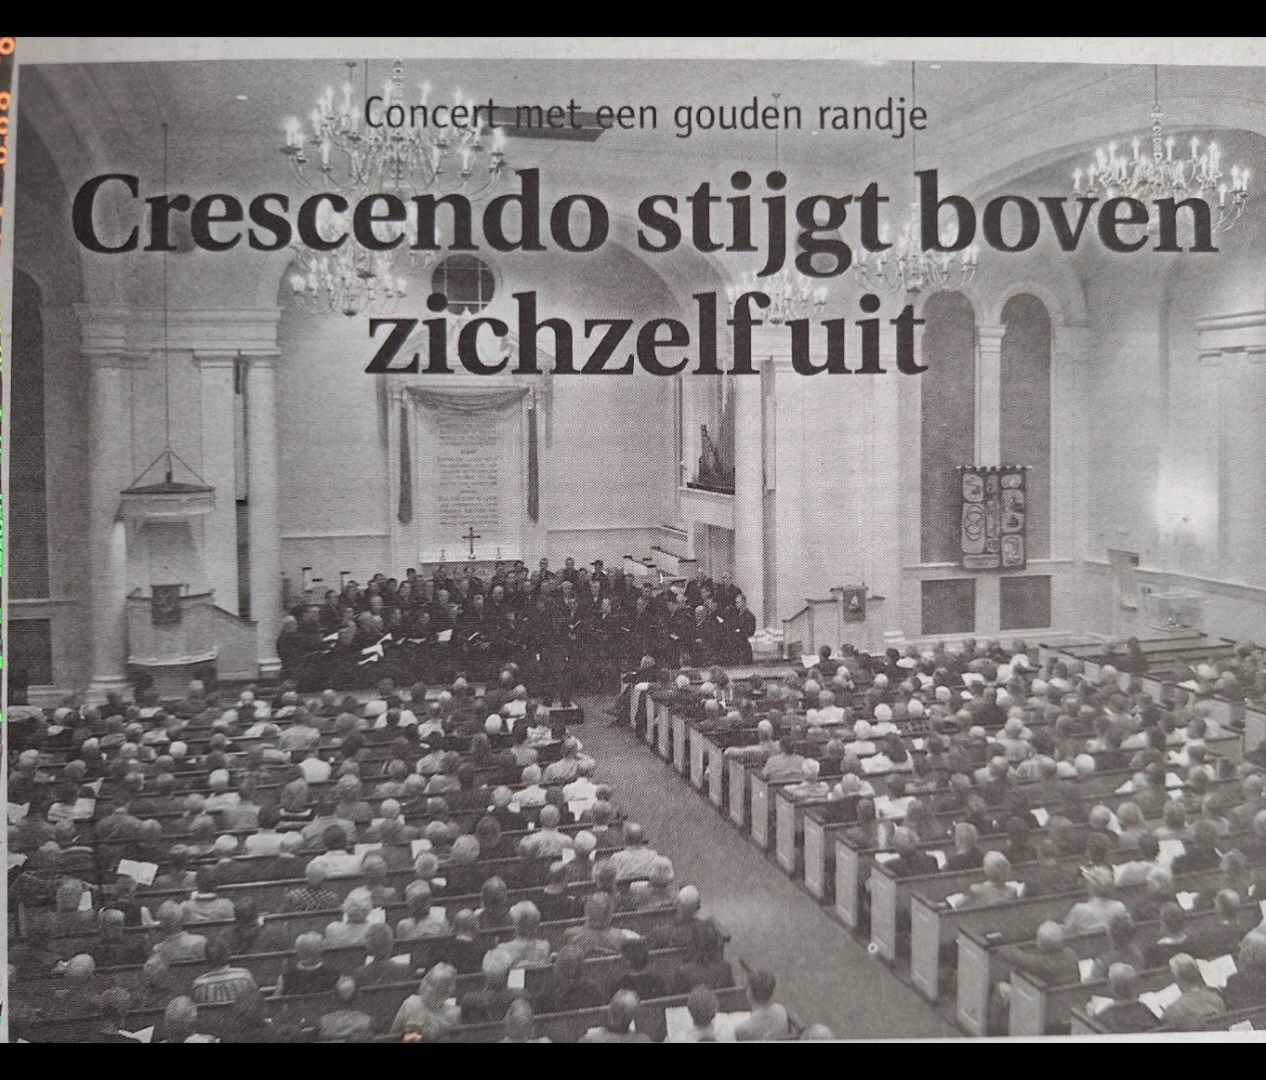 Concert met een gouden randje
Crescendo stijgt boven
zichzelf uit